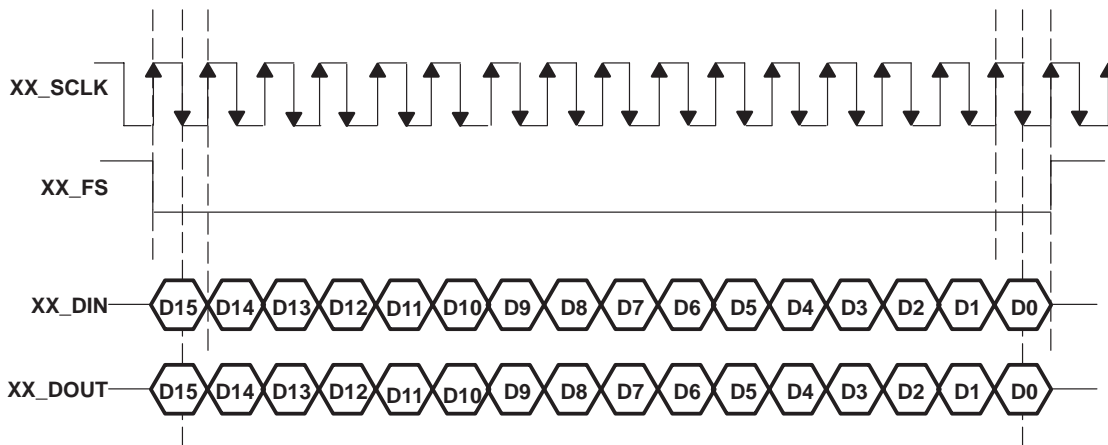 XX_SCLK
XX_FS
XX_DIN D15 D14 D13 D12 D11 D10 D9 D8 D7 D6 D5 D4 D3 D2 D1 D0
XX_DOUT D15 D14 D13 D12 D11 D10 D9 D8 D7 D6 D5 D4 D3 D2 D1 D0